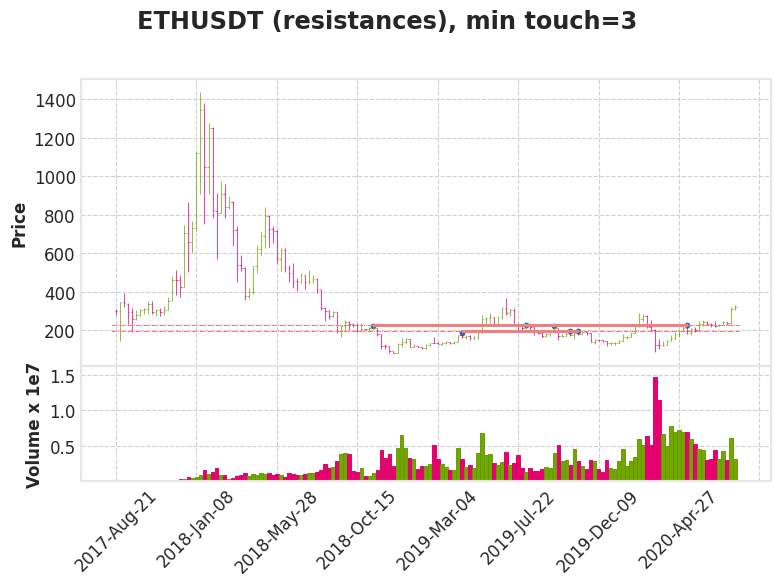 ETHUSDT (resistances), min touch=3
Price
1400
1200
1000
800
600
400
200
Volume x 1e7
1.5
1.0
0.5
2017-Aug-21
2018-Jan-08
2018-May-28
2018-Oct-15
2019-Mar-04
2019-Jul-22
2019-Dec-09
2020-Apr-27